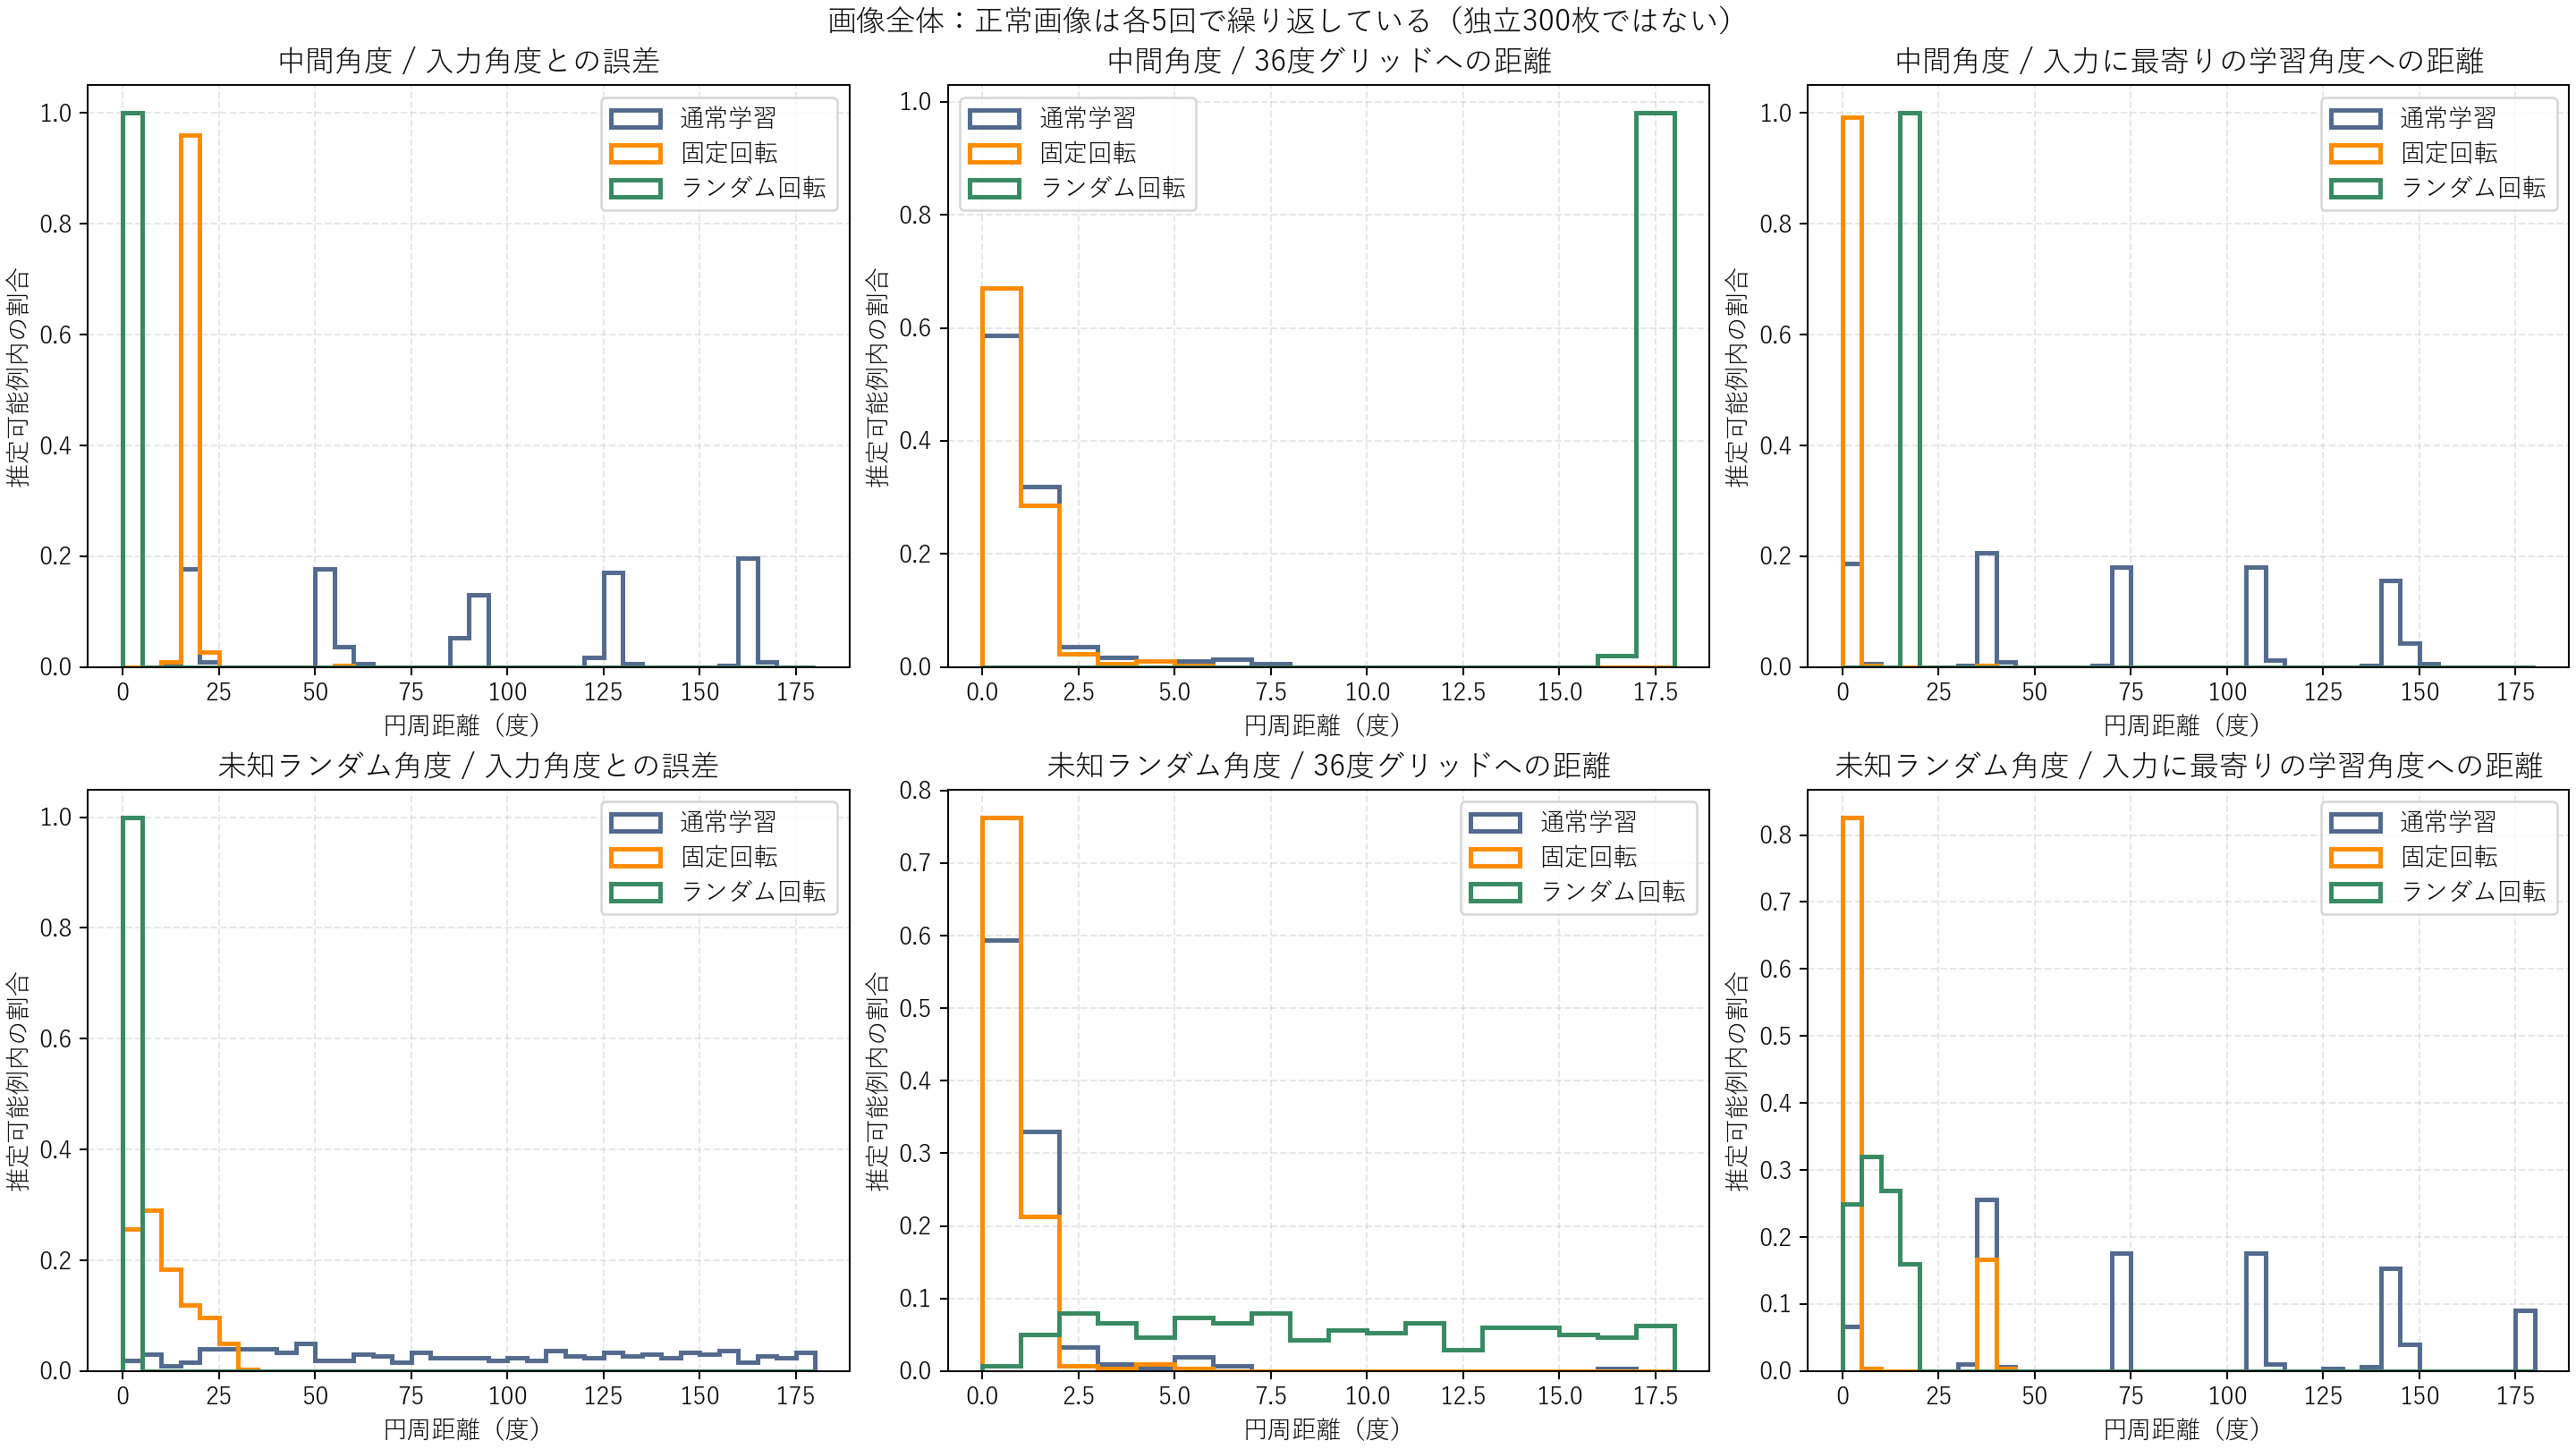 画像全体：正常画像は各5回で繰り返している（独立300枚ではない）
中間角度 / 入力角度との誤差
推定可能例内の割合
1.0
0.8
0.6
0.4
0.2
0.0
通常学習
固定回転
ランダム回転
0 25 50 75 100 125 150 175
円周距離（度）
中間角度 / 36度グリッドへの距離
推定可能例内の割合
1.0
0.8
0.6
0.4
0.2
0.0
通常学習
固定回転
ランダム回転
0.0 2.5 5.0 7.5 10.0 12.5 15.0 17.5
円周距離（度）
中間角度 / 入力に最寄りの学習角度への距離
推定可能例内の割合
1.0
0.8
0.6
0.4
0.2
0.0
通常学習
固定回転
ランダム回転
0 25 50 75 100 125 150 175
円周距離（度）
未知ランダム角度 / 入力角度との誤差
推定可能例内の割合
1.0
0.8
0.6
0.4
0.2
0.0
通常学習
固定回転
ランダム回転
0 25 50 75 100 125 150 175
円周距離（度）
未知ランダム角度 / 36度グリッドへの距離
推定可能例内の割合
0.8
0.7
0.6
0.5
0.4
0.3
0.2
0.1
0.0
通常学習
固定回転
ランダム回転
0.0 2.5 5.0 7.5 10.0 12.5 15.0 17.5
円周距離（度）
未知ランダム角度 / 入力に最寄りの学習角度への距離
推定可能例内の割合
0.8
0.7
0.6
0.5
0.4
0.3
0.2
0.1
0.0
通常学習
固定回転
ランダム回転
0 25 50 75 100 125 150 175
円周距離（度）